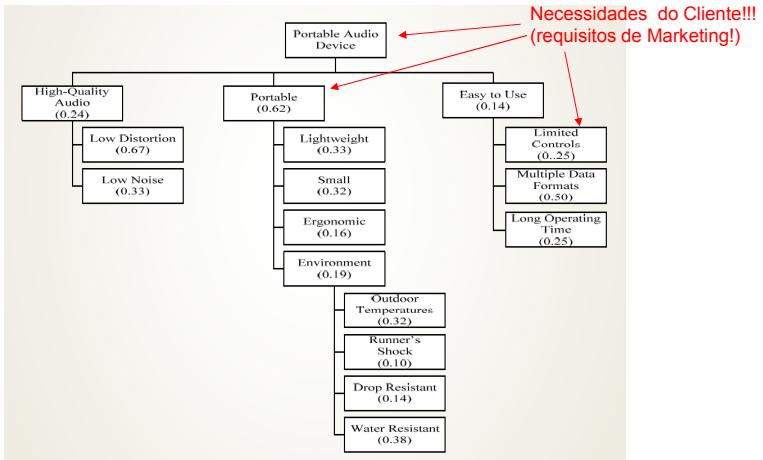 Necessidades do Cliente!!!
(requisitos de Marketing!)
Portable Audio
Device
High-Quality
Audio
(0.24)
Low Distortion
(0.67)
Low Noise
(0.33)
Portable
(0.62)
Lightweight
(0.33)
Small
(0.32)
Ergonomic
(0.16)
Environment
(0.19)
Outdoor
Temperatures
(0.32)
Runner's
Shock
(0.10)
Drop Resistant
(0.14)
Water Resistant
(0.38)
Easy to Use
(0.14)
Limited
Controls
(0..25)
Multiple Data
Formats
(0.50)
Long Operating
Time
(0.25)